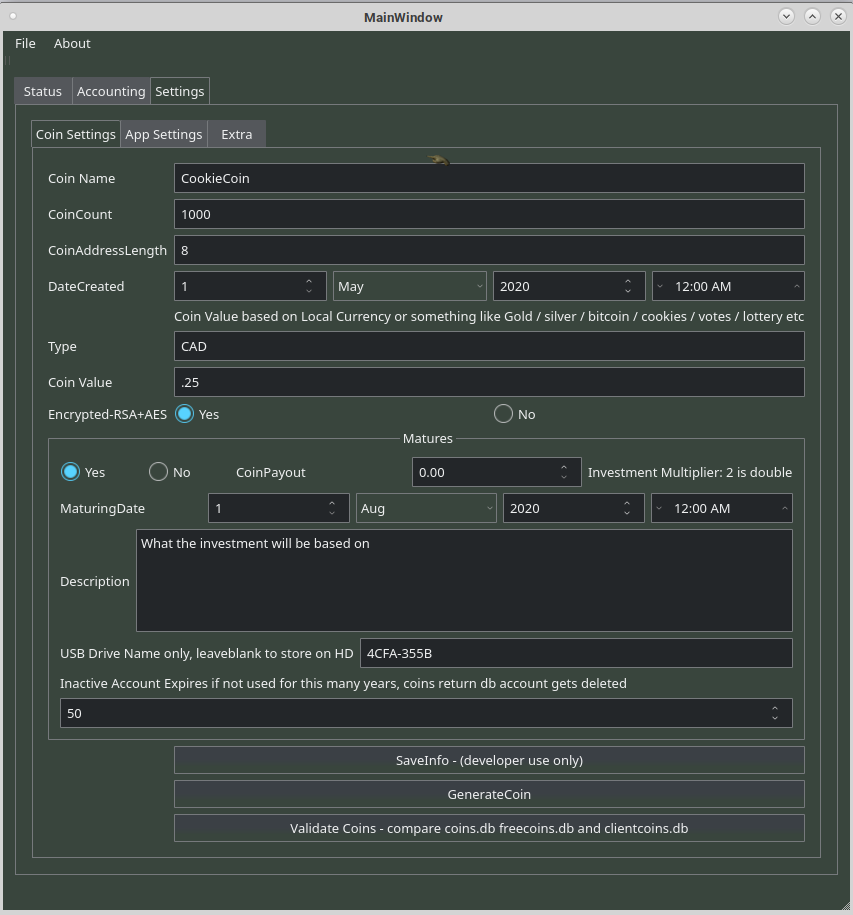 MainWindow
File About
Status Accounting Settings
Coin Settings App Settings Extra
Coin Name CookieCoin
CoinCount 1000
CoinAddressLength 8
DateCreated 1 May 2020 12:00 AM
Coin Value based on Local Currency or something like Gold / silver / bitcoin / cookies / votes / lottery etc
Type CAD
Coin Value .25
Encrypted-RSA+AES Yes No
Matures
Yes No CoinPayout 0.00 Investment Multiplier: 2 is double
MaturingDate 1 Aug 2020 12:00 AM
What the investment will be based on
Description
USB Drive Name only, leaveblank to store on HD 4CFA-355B
Inactive Account Expires if not used for this many years, coins return db account gets deleted
50
SaveInfo - (developer use only)
GenerateCoin
Validate Coins - compare coins.db freecoins.db and clientcoins.db